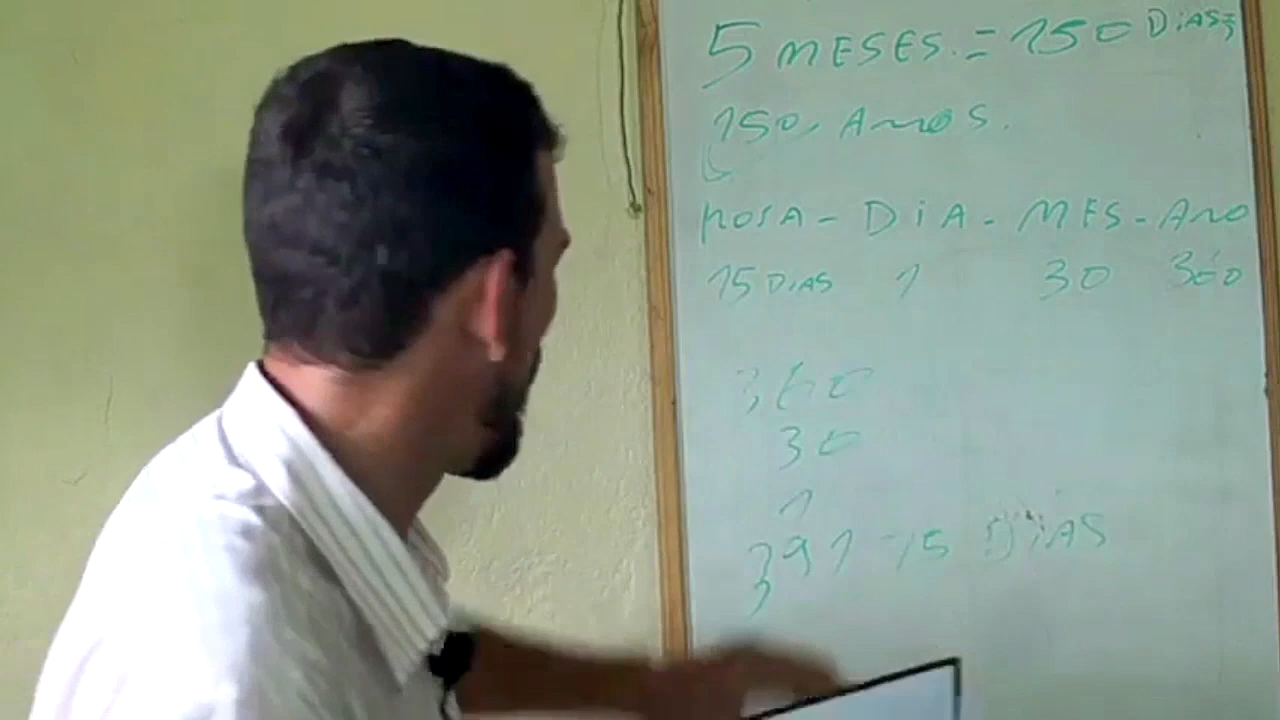 5 MESES. = 150 DiAS=
150, ANOS.
HORA - DiA - MES - ANO
15 DIAS 1 30 360
360
30
1
391 15 DiAS